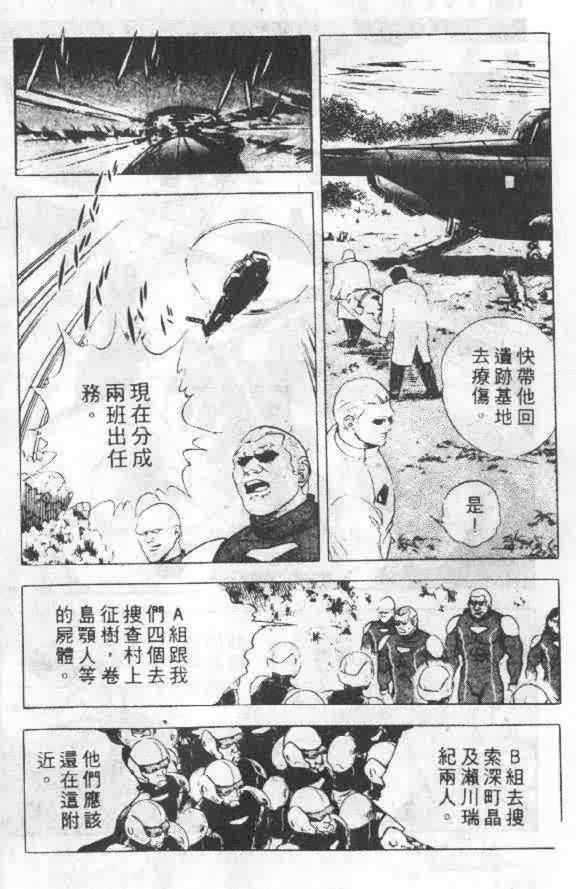 快帶他回
遺跡基地
去療傷。
是！
現在分成
兩班出任
務。
A組跟我
們四個去
搜查村上
征樹，卷
島顎人等
的屍體。
B組去搜
索深町晶
及瀨川瑞
紀兩人。
他們應該
還在這附
近。